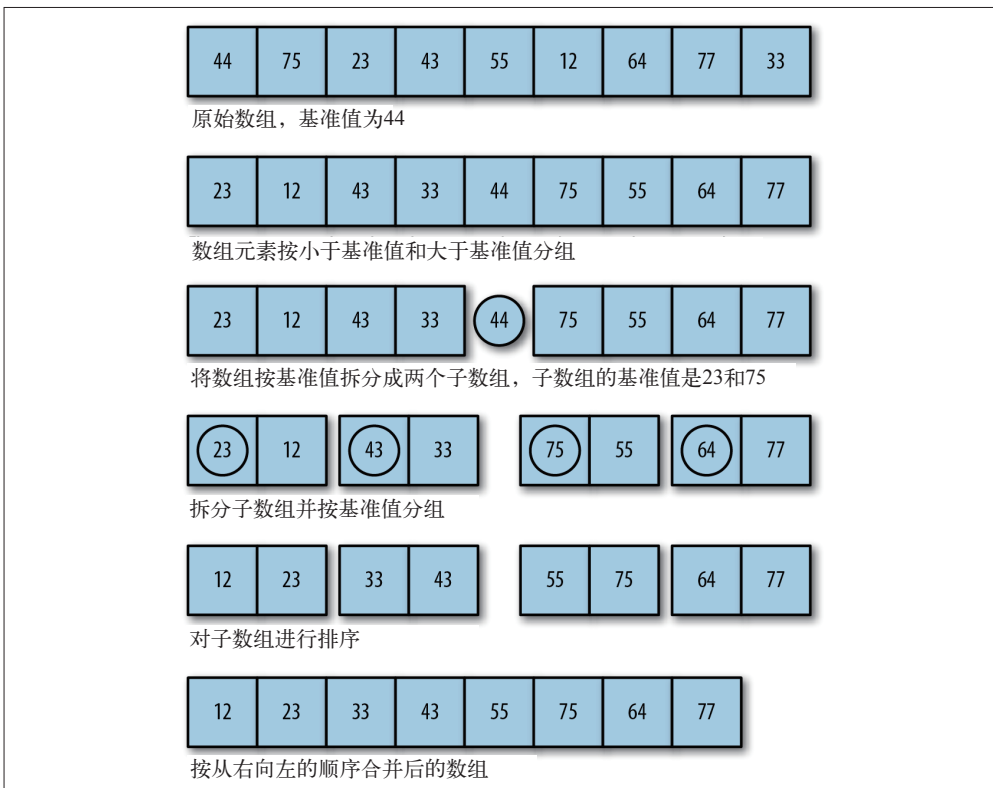 44 75 23 43 55 12 64 77 33
原始数组，基准值为44
23 12 43 33 44 75 55 64 77
数组元素按小于基准值和大于基准值分组
23 12 43 33 44 75 55 64 77
将数组按基准值拆分成两个子数组，子数组的基准值是23和75
23 12 43 33 75 55 64 77
拆分子数组并按基准值分组
12 23 33 43 55 75 64 77
对子数组进行排序
12 23 33 43 55 75 64 77
按从右向左的顺序合并后的数组